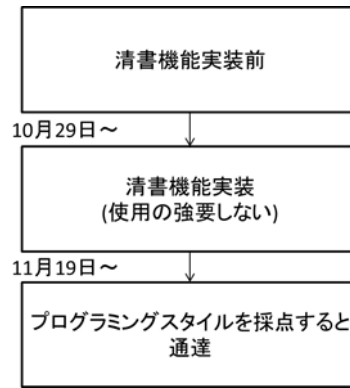 清書機能実装前
10月29日～
清書機能実装
(使用の強要しない)
11月19日～
プログラミングスタイルを採点すると
通達